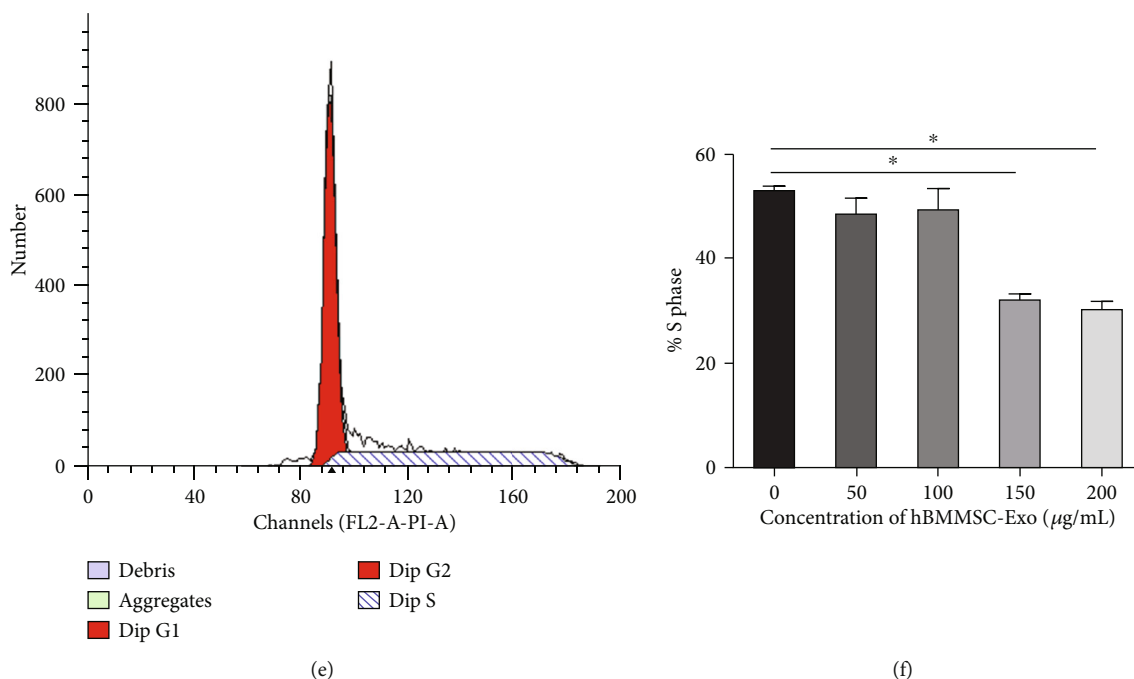 800
600
400
200
0
Number
0 40 80 120 160 200
Channels (FL2-A-PI-A)
Debris
Aggregates
Dip G1
Dip G2
Dip S
(e)
60
40
20
0
% S phase
*
*
0 50 100 150 200
Concentration of hBMMSC-Exo (μg/mL)
(f)